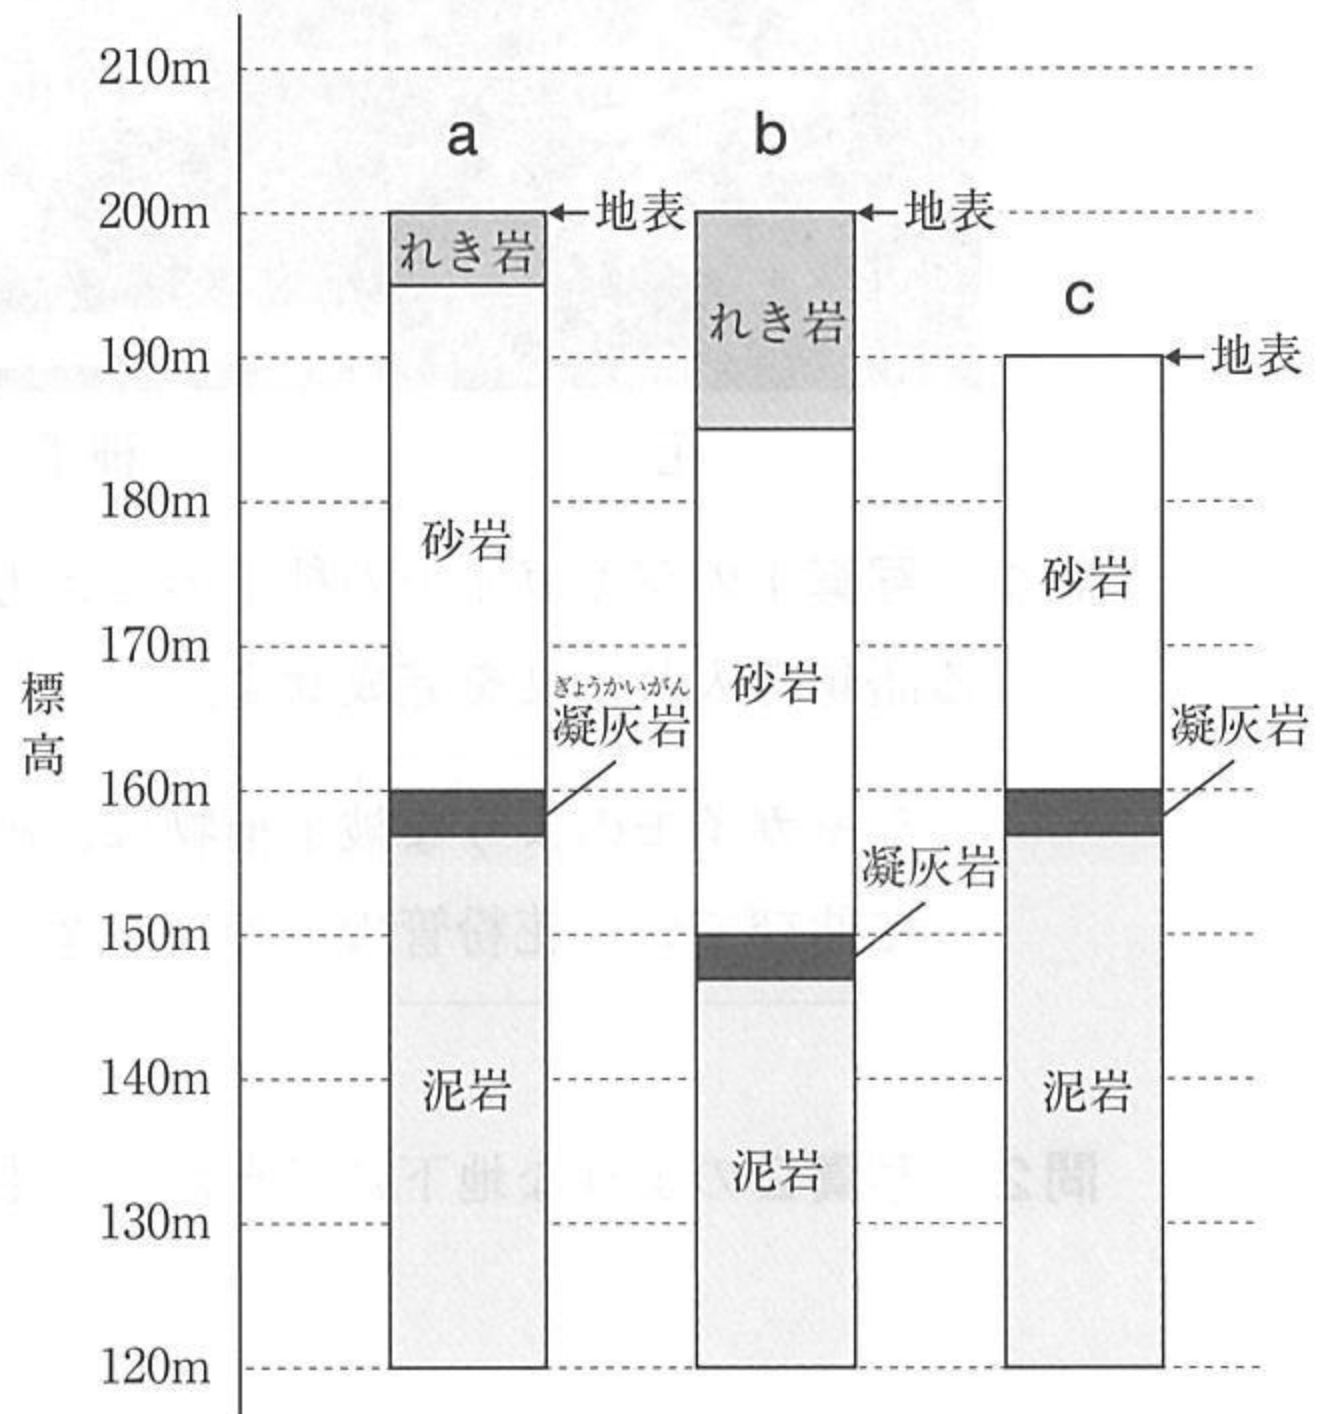 210m
a
b
200m
地表
地表
れき岩
れき岩
c
190m
地表
180m
砂岩
砂岩
170m
砂岩
標高
ぎょうかいがん
凝灰岩
凝灰岩
160m
凝灰岩
150m
140m
泥岩
泥岩
泥岩
130m
120m